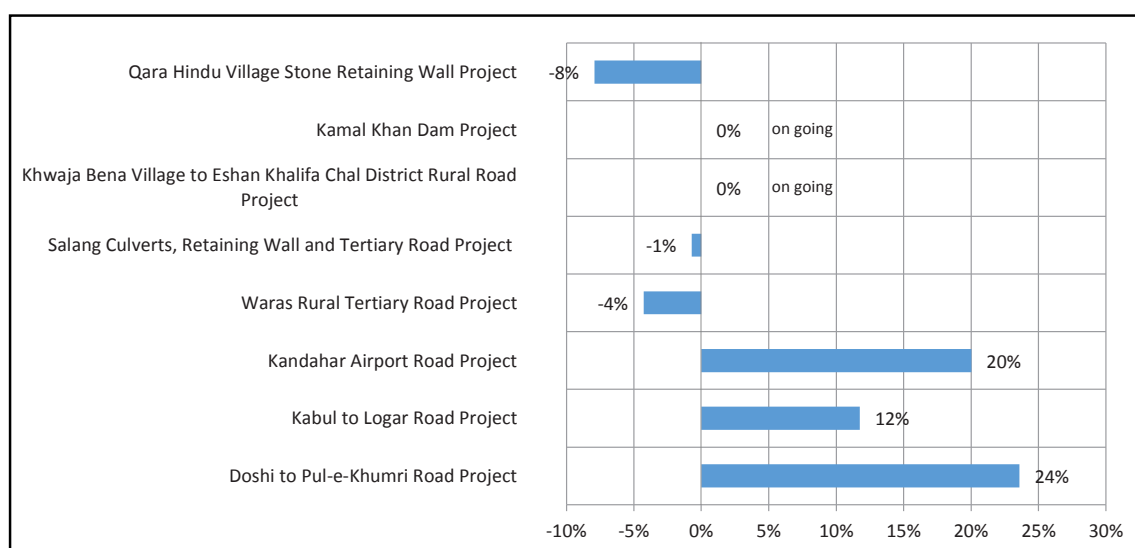 Qara Hindu Village Stone Retaining Wall Project
-8%
Kamal Khan Dam Project
0% on going
Khwaja Bena Village to Eshan Khalifa Chal District Rural Road
Project
0% on going
Salang Culverts, Retaining Wall and Tertiary Road Project
-1%
Waras Rural Tertiary Road Project
-4%
Kandahar Airport Road Project
20%
Kabul to Logar Road Project
12%
Doshi to Pul-e-Khumri Road Project
24%
-10% -5% 0% 5% 10% 15% 20% 25% 30%